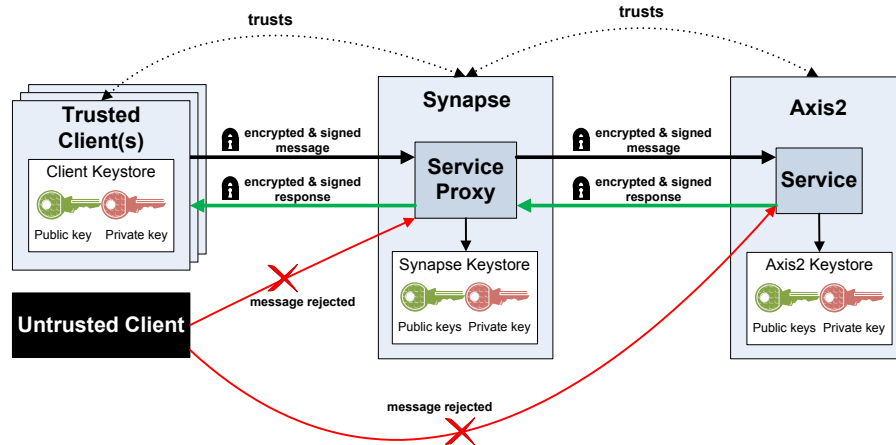 trusts
trusts
Trusted
Client(s)
Client Keystore
Public key
Private key
encrypted & signed
message
encrypted & signed
response
Synapse
Service
Proxy
Synapse Keystore
Public keys
Private key
encrypted & signed
message
encrypted & signed
response
Axis2
Service
Axis2 Keystore
Public keys
Private key
Untrusted Client
message rejected
message rejected